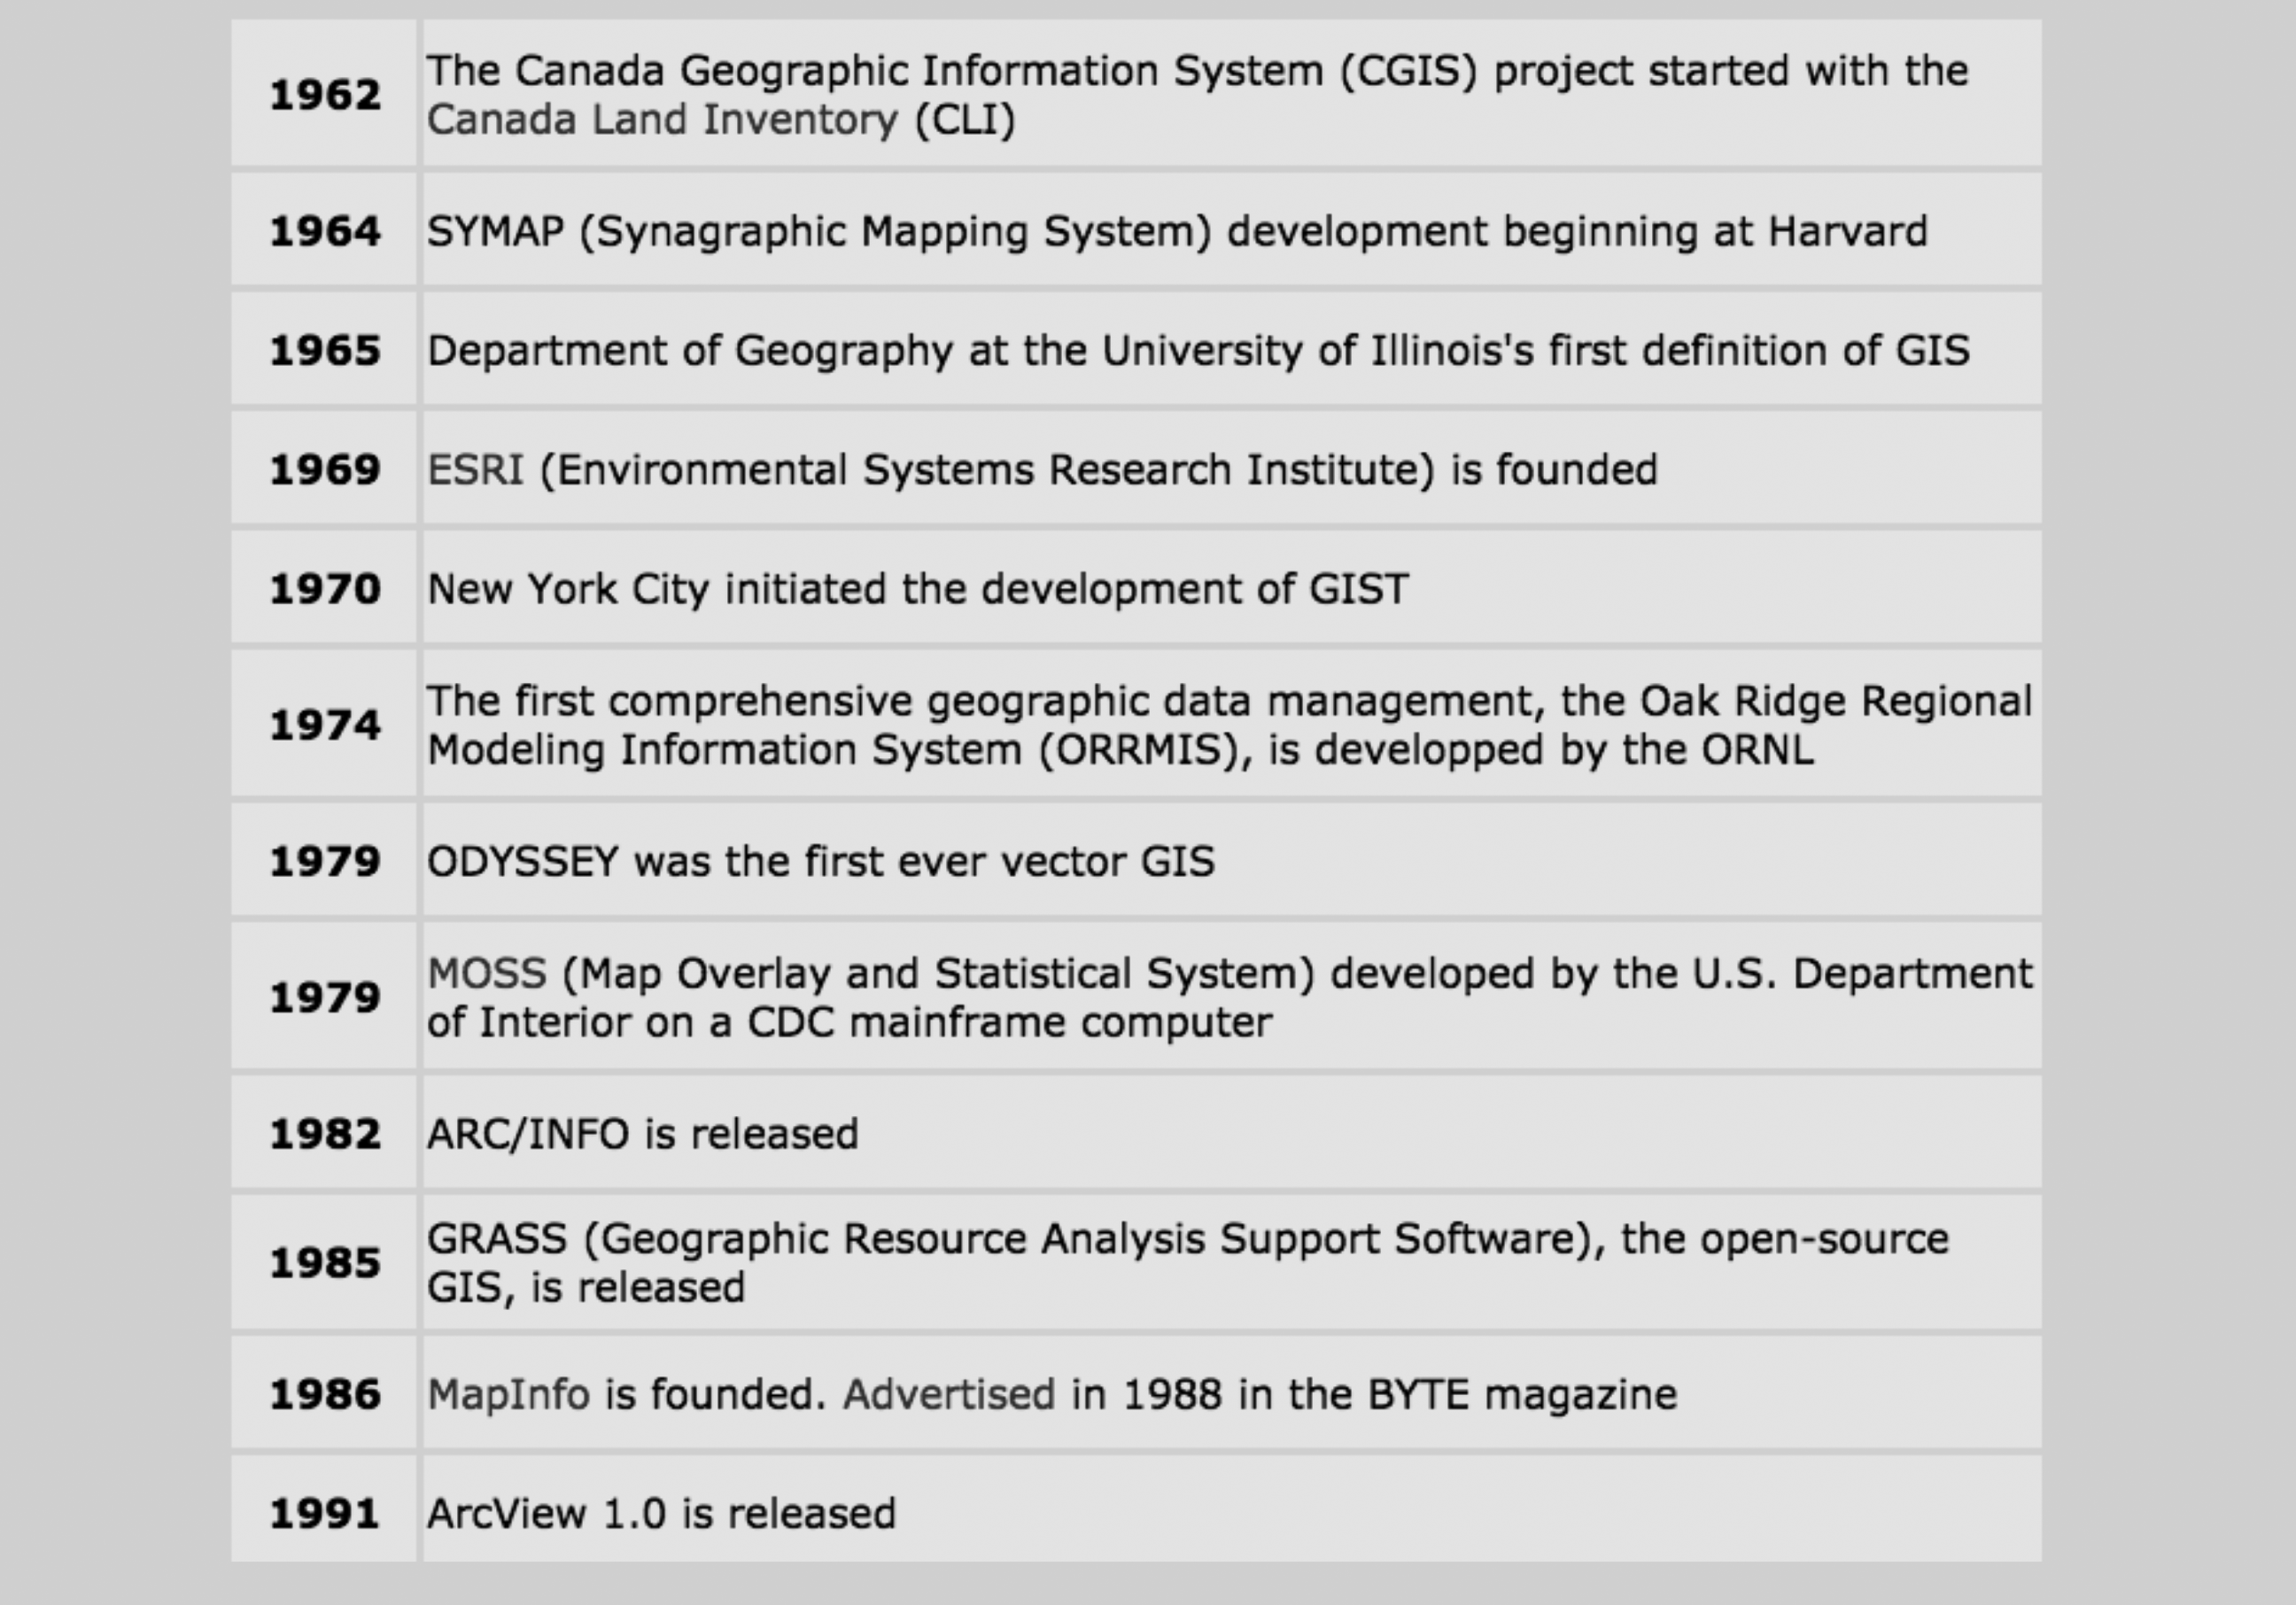 1962
The Canada Geographic Information System (CGIS) project started with the
Canada Land Inventory (CLI)
1964
SYMAP (Synagraphic Mapping System) development beginning at Harvard
1965
Department of Geography at the University of Illinois's first definition of GIS
1969
ESRI (Environmental Systems Research Institute) is founded
1970
New York City initiated the development of GIST
1974
The first comprehensive geographic data management, the Oak Ridge Regional
Modeling Information System (ORRMIS), is developped by the ORNL
1979
ODYSSEY was the first ever vector GIS
1979
MOSS (Map Overlay and Statistical System) developed by the U.S. Department
of Interior on a CDC mainframe computer
1982
ARC/INFO is released
1985
GRASS (Geographic Resource Analysis Support Software), the open-source
GIS, is released
1986
MapInfo is founded. Advertised in 1988 in the BYTE magazine
1991
ArcView 1.0 is released